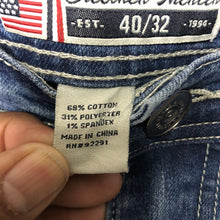 -EST- 40/32 -1994-
68% COTTON
31% POLYESTER
1% SPANDEX
MADE IN CHINA
RN#92291